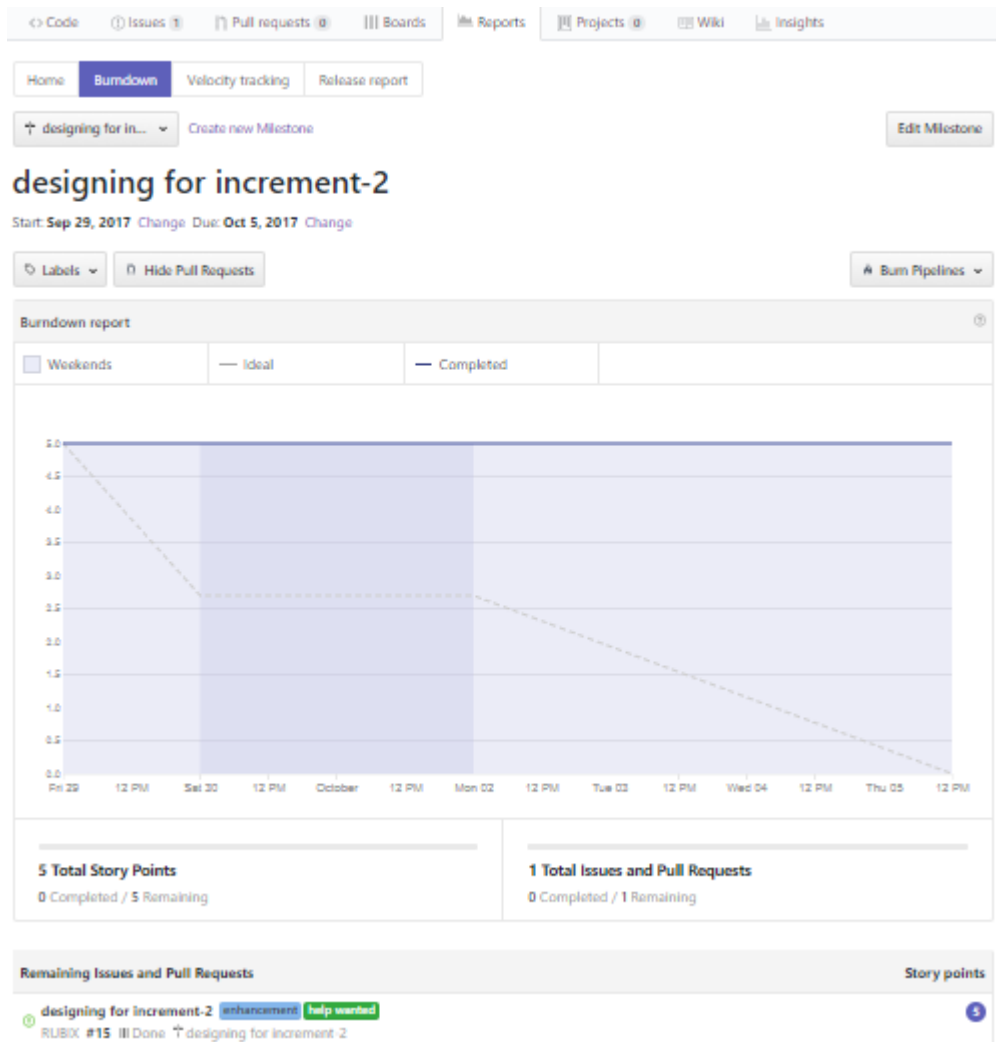 Code Issues 1 Pull requests 0 Boards Reports Projects 0 Wiki Insights
Home Burndown Velocity tracking Release report
designing for in... Create new Milestone Edit Milestone
designing for increment-2
Start: Sep 29, 2017 Change Due: Oct 5, 2017 Change
Labels Hide Pull Requests Burn Pipelines
Burndown report
Weekends Ideal Completed
5.0
4.5
4.0
3.5
3.0
2.5
2.0
1.5
1.0
0.5
0.0
Fri 29 12 PM Sat 30 12 PM October 12 PM Mon 02 12 PM Tue 03 12 PM Wed 04 12 PM Thu 05 12 PM
5 Total Story Points 1 Total Issues and Pull Requests
0 Completed / 5 Remaining 0 Completed / 1 Remaining
Remaining Issues and Pull Requests Story points
designing for increment-2 enhancement help wanted 5
RUBIX #15 Done designing for increment-2